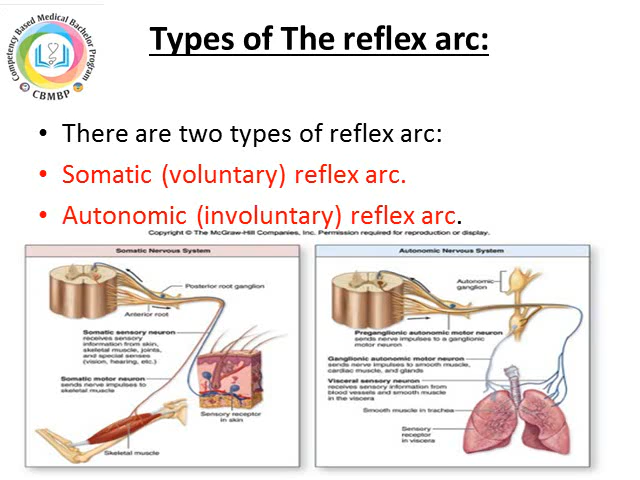 Competency Based Medical Bachelor Program
CBMBP
Types of The reflex arc:
• There are two types of reflex arc:
• Somatic (voluntary) reflex arc.
• Autonomic (involuntary) reflex arc.
Copyright © The McGraw-Hill Companies, Inc. Permission required for reproduction or display.
Somatic Nervous System
Posterior root ganglion
Anterior root
Somatic sensory neuron
receives sensory
information from skin,
skeletal muscle, joints,
and special senses
(vision, hearing, etc.)
Somatic motor neuron
sends nerve impulses to
skeletal muscle
Sensory receptor
in skin
Skeletal muscle
Autonomic Nervous System
Autonomic
ganglion
Preganglionic autonomic motor neuron
sends nerve impulses to a ganglionic
motor neuron
Ganglionic autonomic motor neuron
sends nerve impulses to smooth muscle,
cardiac muscle, and glands
Visceral sensory neuron
receives sensory information from
blood vessels and smooth muscle
in the viscera
Smooth muscle in trachea
Sensory
receptor
in viscera